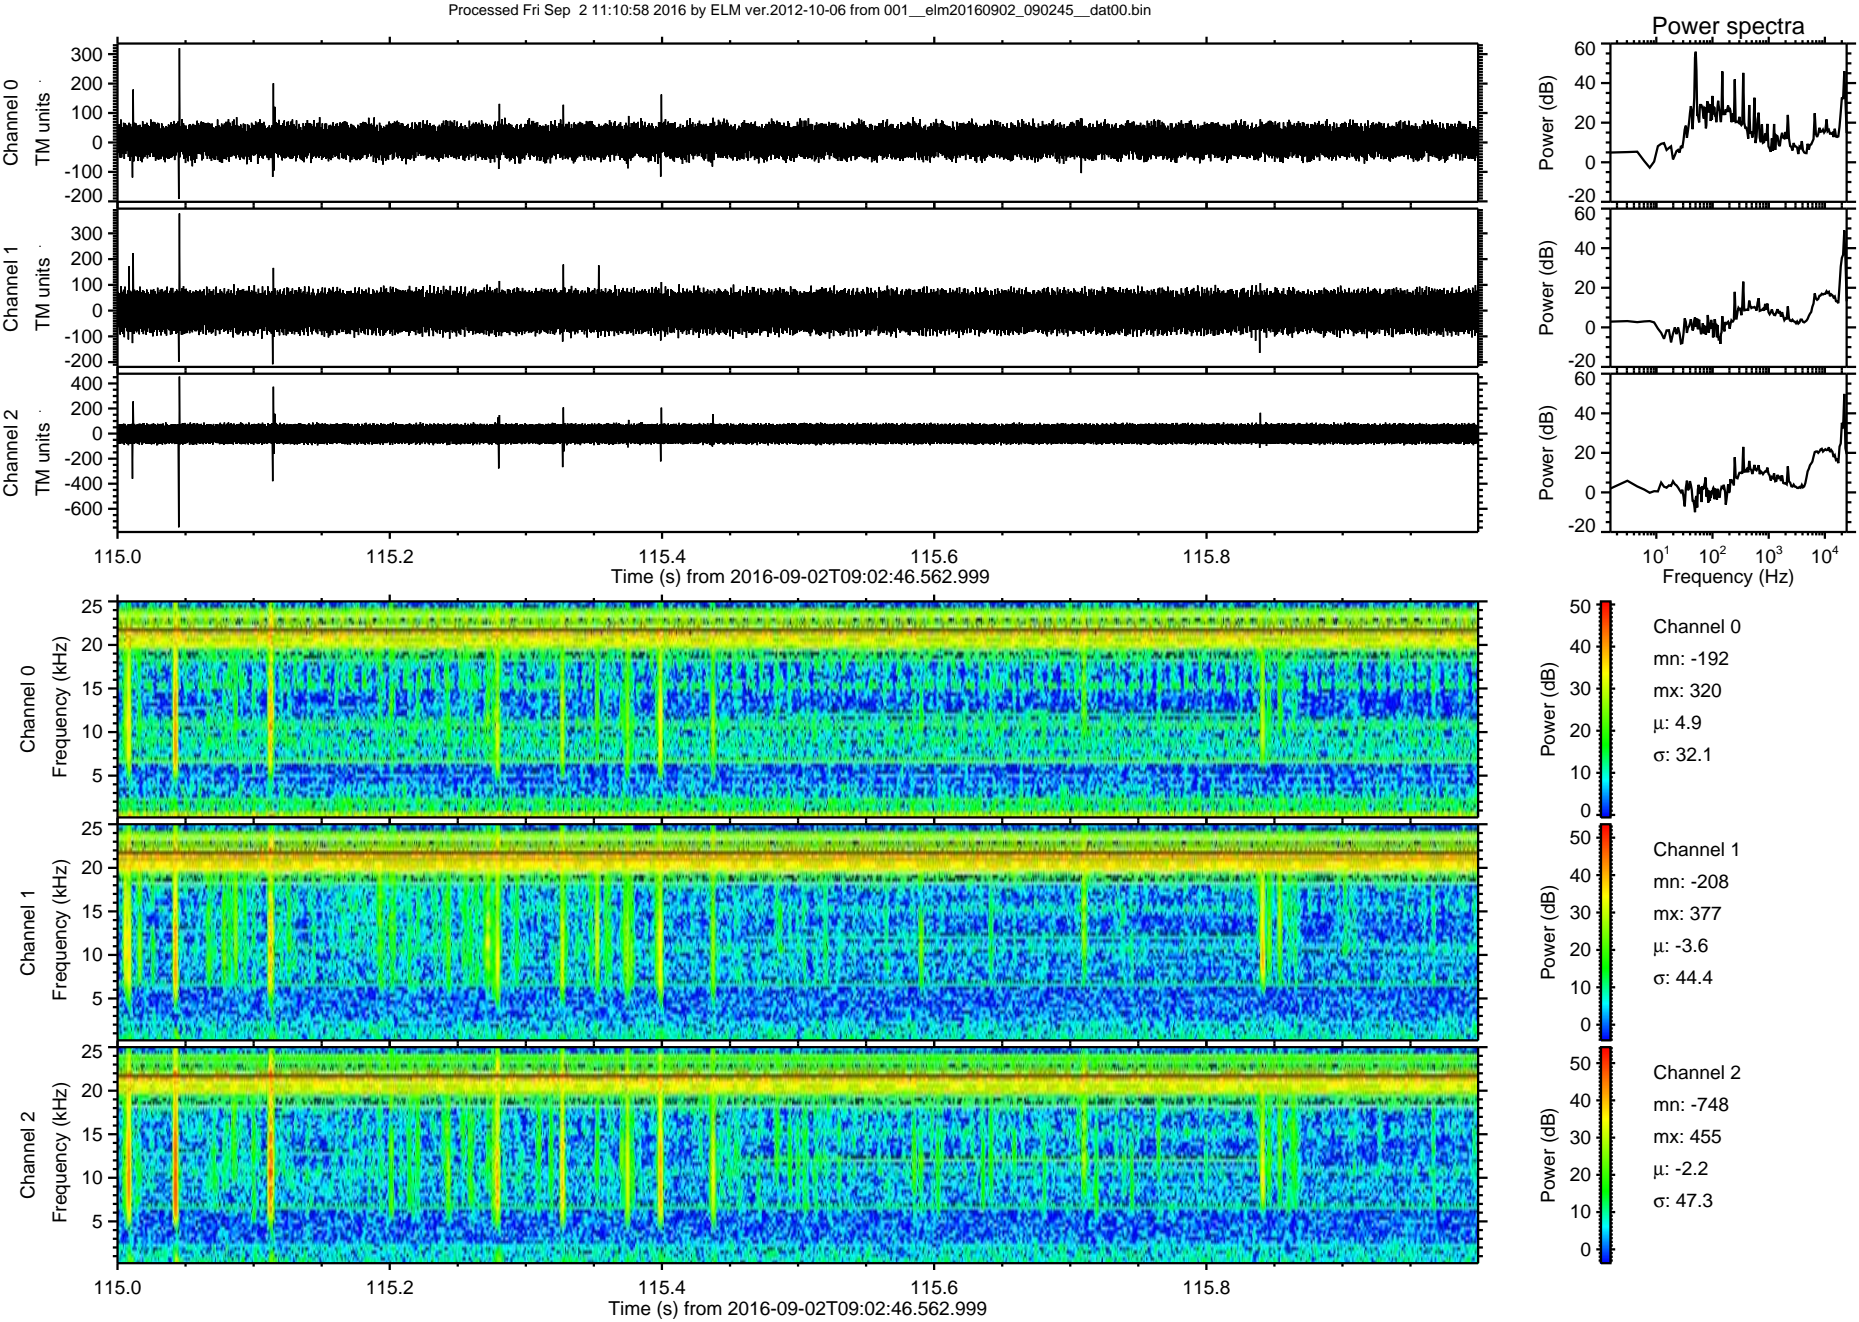 Processed Fri Sep 2 11:10:58 2016 by ELM ver.2012-10-06 from 001__elm20160902_090245__dat00.bin
Power spectra
Channel 0
TM units
300
200
100
0
-100
-200
Power (dB)
60
40
20
0
-20
Channel 1
TM units
300
200
100
0
-100
-200
Power (dB)
60
40
20
0
-20
Channel 2
TM units
400
200
0
-200
-400
-600
Power (dB)
60
40
20
0
-20
115.0 115.2 115.4 115.6 115.8
Time (s) from 2016-09-02T09:02:46.562.999
10¹ 10² 10³ 10⁴
Frequency (Hz)
Channel 0
Frequency (kHz)
25
20
15
10
5
Power (dB)
50
40
30
20
10
0
Channel 0
mn: -192
mx: 320
μ: 4.9
σ: 32.1
Channel 1
Frequency (kHz)
25
20
15
10
5
Power (dB)
50
40
30
20
10
0
Channel 1
mn: -208
mx: 377
μ: -3.6
σ: 44.4
Channel 2
Frequency (kHz)
25
20
15
10
5
Power (dB)
50
40
30
20
10
0
Channel 2
mn: -748
mx: 455
μ: -2.2
σ: 47.3
115.0 115.2 115.4 115.6 115.8
Time (s) from 2016-09-02T09:02:46.562.999